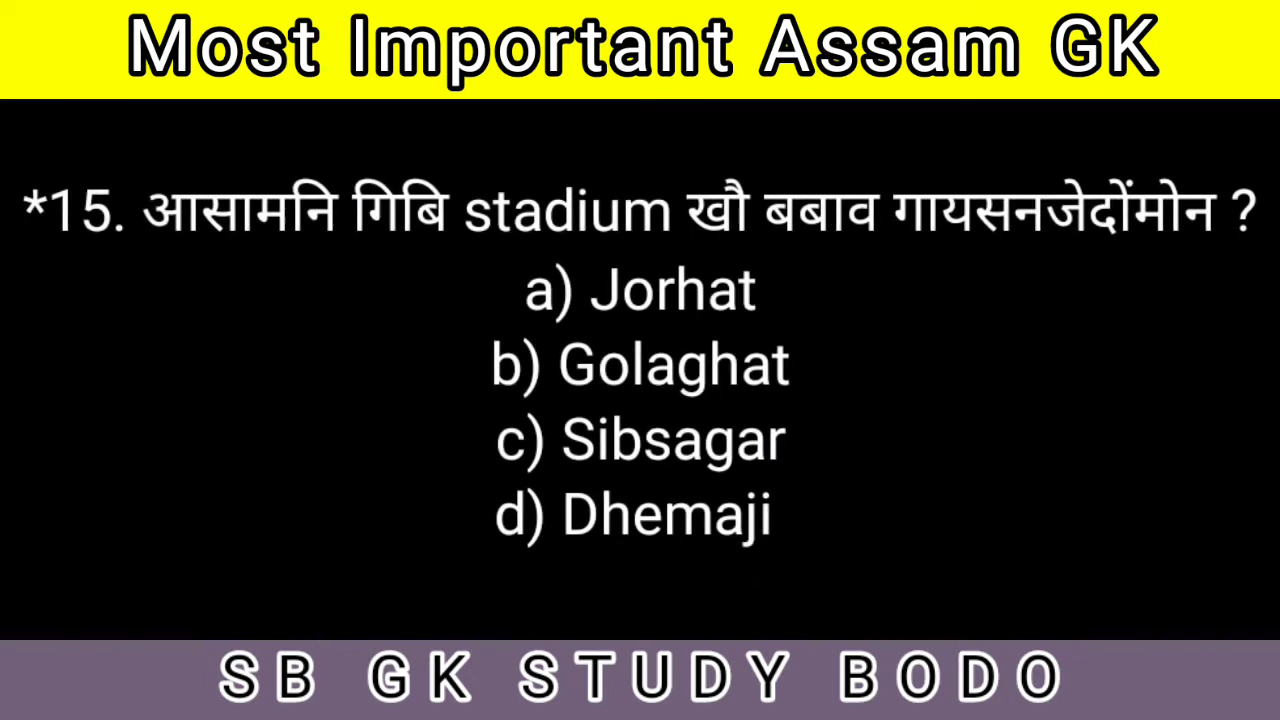 Most Important Assam GK
*15. आसामनि गिबि stadium खौ बबाव गायसनजेदोंमोन ?
a) Jorhat
b) Golaghat
c) Sibsagar
d) Dhemaji
SB GK STUDY BODO